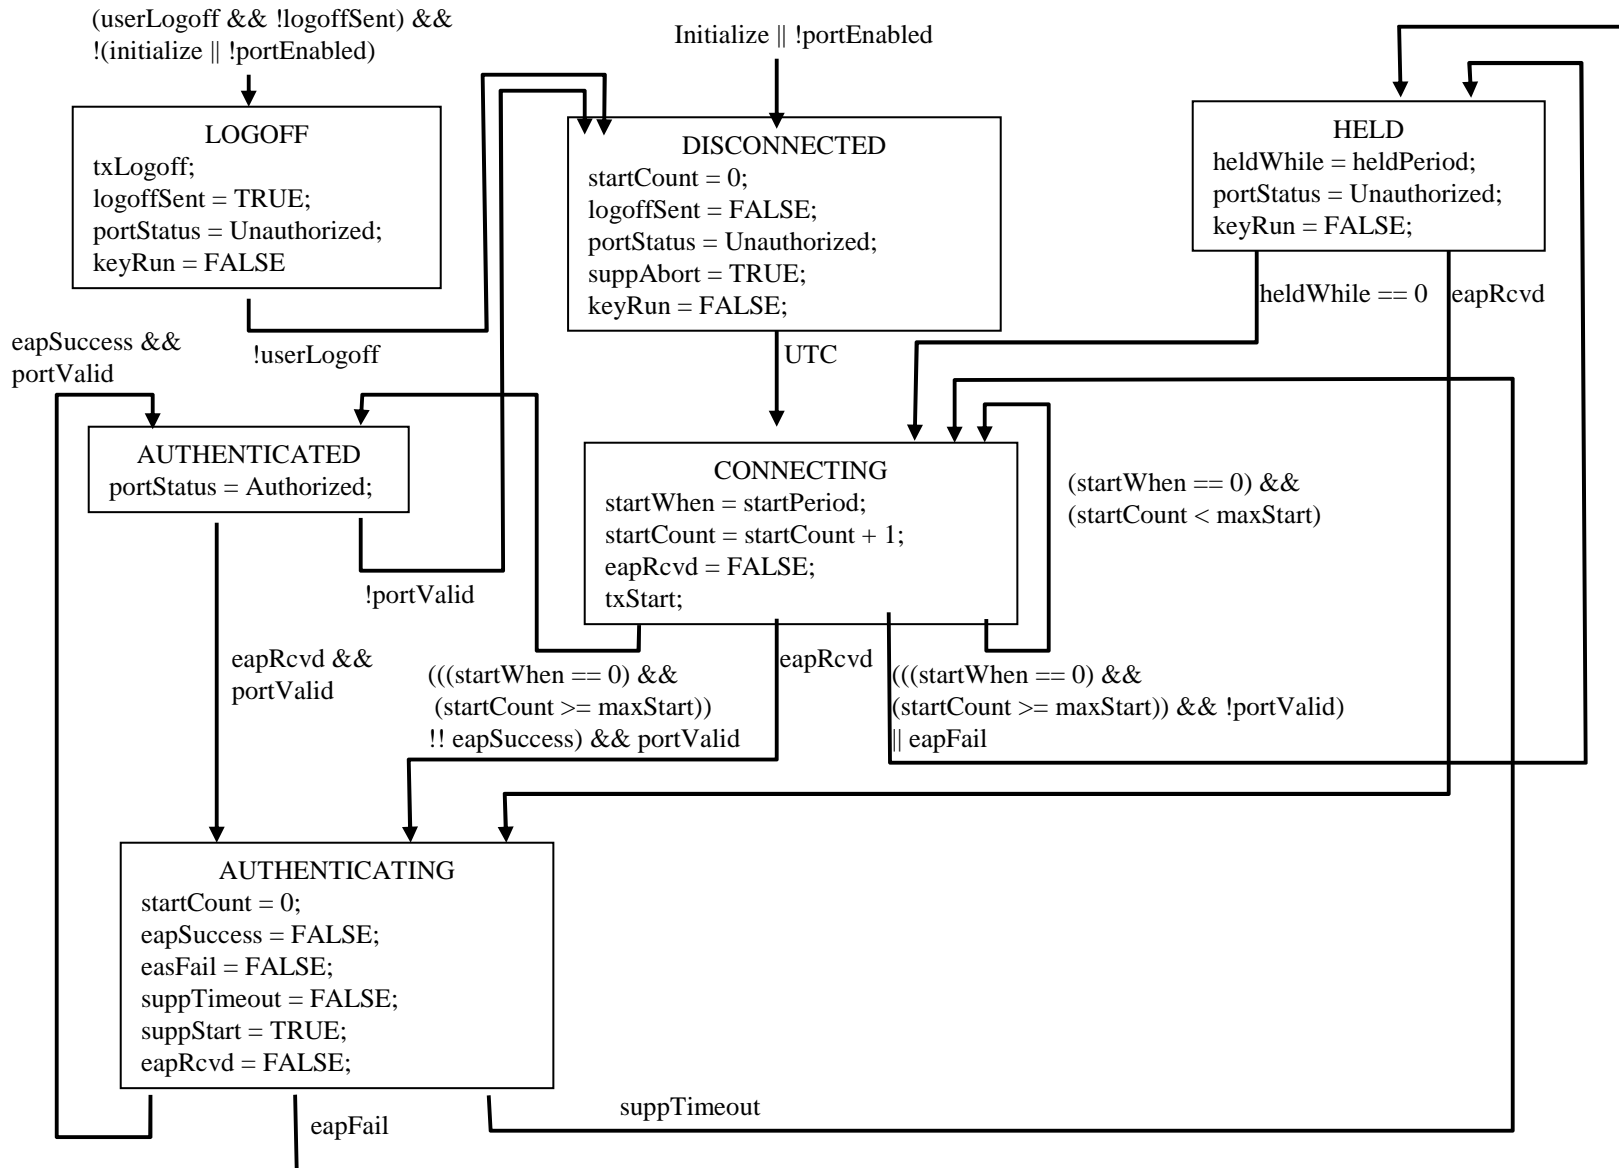 (userLogoff && !logoffSent) &&
!(initialize || !portEnabled)
Initialize || !portEnabled
LOGOFF
txLogoff;
logoffSent = TRUE;
portStatus = Unauthorized;
keyRun = FALSE
DISCONNECTED
startCount = 0;
logoffSent = FALSE;
portStatus = Unauthorized;
suppAbort = TRUE;
keyRun = FALSE;
HELD
heldWhile = heldPeriod;
portStatus = Unauthorized;
keyRun = FALSE;
heldWhile == 0
eapRcvd
!userLogoff
UTC
eapSuccess &&
portValid
AUTHENTICATED
portStatus = Authorized;
CONNECTING
startWhen = startPeriod;
startCount = startCount + 1;
eapRcvd = FALSE;
txStart;
(startWhen == 0) &&
(startCount < maxStart)
!portValid
eapRcvd &&
portValid
(((startWhen == 0) &&
(startCount >= maxStart))
!! eapSuccess) && portValid
eapRcvd
(((startWhen == 0) &&
(startCount >= maxStart)) && !portValid)
|| eapFail
AUTHENTICATING
startCount = 0;
eapSuccess = FALSE;
easFail = FALSE;
suppTimeout = FALSE;
suppStart = TRUE;
eapRcvd = FALSE;
eapFail
suppTimeout